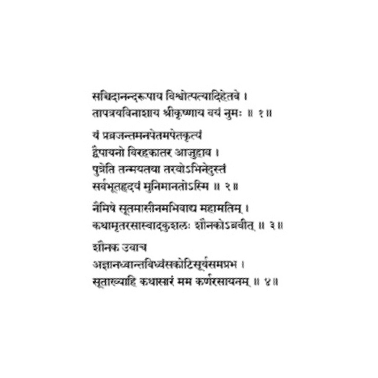 सच्चिदानन्दरूपाय विश्वोत्पत्यादिहेतवे ।
तापत्रयविनाशाय श्रीकृष्णाय वयं नुमः ॥ १॥
यं प्रव्रजन्तमनपेतमपेतकृत्यं
द्वैपायनो विरहकातर आजुहाव ।
पुत्रेति तन्मयतया तरवोऽभिनेदुस्तं
सर्वभूतहृदयं मुनिमानतोऽस्मि ॥ २॥
नैमिषे सूतमासीनमभिवाद्य महामतिम् ।
कथामृतरसास्वादकुशलः शौनकोऽब्रवीत् ॥ ३॥
शौनक उवाच
अज्ञानध्वान्तविध्वंसकोटिसूर्यसमप्रभ ।
सूताख्याहि कथासारं मम कर्णरसायनम् ॥ ४॥